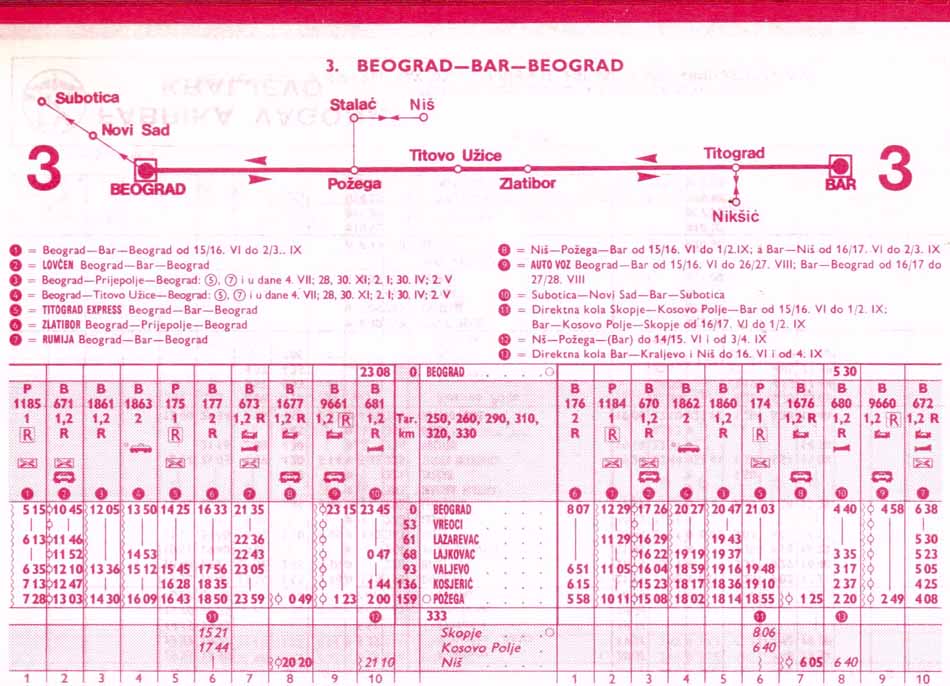 3. BEOGRAD—BAR—BEOGRAD
Subotica
Novi Sad
BEOGRAD
Stalać Niš
Požega
Titovo Užice
Zlatibor
Titograd
Nikšić
BAR
3
3
1 = Beograd—Bar—Beograd od 15/16. VI do 2/3.. IX
2 = LOVĆEN Beograd—Bar—Beograd
3 = Beograd—Prijepolje—Beograd: ⑤, ⑦ i u dane 4. VII; 28, 30. XI; 2. I; 30. IV; 2. V
4 = Beograd—Titovo Užice—Beograd: ⑤, ⑦ i u dane 4. VII; 28, 30. XI; 2. I; 30. IV; 2. V
5 = TITOGRAD EXPRESS Beograd—Bar—Beograd
6 = ZLATIBOR Beograd—Prijepolje—Beograd
7 = RUMIJA Beograd—Bar—Beograd
8 = Niš—Požega—Bar od 15/16. VI do 1/2.IX; a Bar—Niš od 16/17. VI do 2/3. IX
9 = AUTO VOZ Beograd—Bar od 15/16. VI do 26/27. VIII; Bar—Beograd od 16/17 do
27/28. VIII
10 = Subotica—Novi Sad—Bar—Subotica
11 = Direktna kola Skopje—Kosovo Polje—Bar od 15/16. VI do 1/2. IX;
Bar—Kosovo Polje—Skopje od 16/17. VI do 1/2. IX
12 = Nš—Požega—(Bar) do 14/15. VI i od 3/4. IX
13 = Direktna kola Bar—Kraljevo i Niš do 16. VI i od 4. IX
23 08 0 BEOGRAD 5 30
P B B B P B B B B B B P B B B P B B B B
1185 671 1861 1863 175 177 673 1677 9661 681 176 1184 670 1862 1860 174 1676 680 9660 672
1 1,2 1,2 2 1 1,2 1,2 R 1,2 R 1,2 R 1,2 Tar. 250, 260, 290, 310, 2 1 1,2 2 1,2 1 1,2 R 1,2 1,2 R 1,2 R
R R R R R km 320, 330 R R R R R
1 2 3 4 5 6 7 8 9 10 6 1 2 4 3 5 8 10 9 7
5 15 10 45 12 05 13 50 14 25 16 33 21 35 23 15 23 45 0 BEOGRAD 8 07 12 29 17 26 20 27 20 47 21 03 4 40 4 58 6 38
53 VREOCI
6 13 11 46 22 36 61 LAZAREVAC 11 29 16 29 19 43 5 30
11 52 14 53 22 43 0 47 68 LAJKOVAC 16 22 19 19 19 37 3 35 5 23
6 35 12 10 13 36 15 12 15 45 17 56 23 05 93 VALJEVO 6 51 11 05 16 04 18 59 19 16 19 48 3 17 5 05
7 13 12 47 16 28 18 35 1 44 136 KOSJERIĆ 6 15 15 23 18 17 18 36 19 10 2 37 4 25
7 28 13 03 14 30 16 09 16 43 18 50 23 59 0 49 1 23 2 00 159 POŽEGA 5 58 10 11 15 08 18 02 18 14 18 55 1 25 2 20 2 49 4 08
11 12 333 11 13
15 21 Skopje 8 06
17 44 Kosovo Polje 6 40
20 20 21 10 Niš 6 05 6 40
1 2 3 4 5 6 7 8 9 10 1 2 3 4 5 6 7 8 9 10